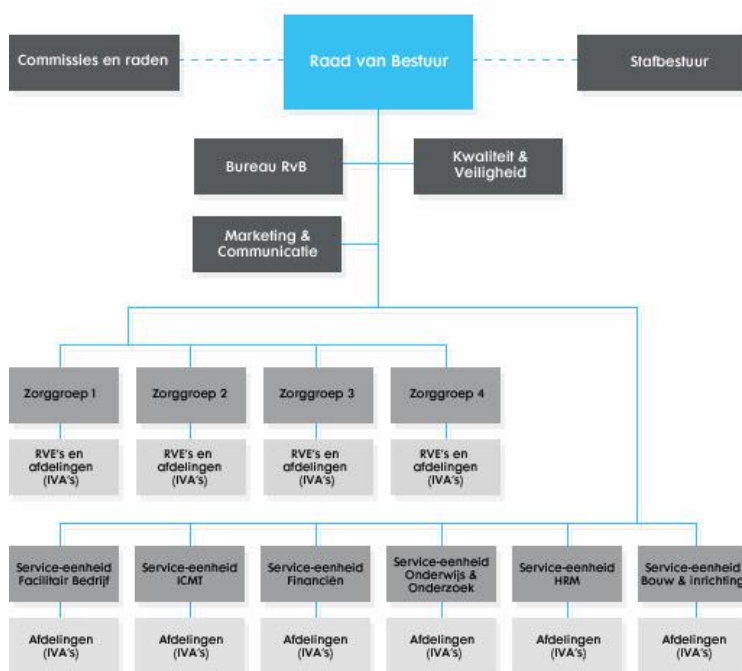 Commissies en raden
Raad van Bestuur
Stafbestuur
Bureau RvB
Kwaliteit &
Veiligheid
Marketing &
Communicatie
Zorggroep 1
Zorggroep 2
Zorggroep 3
Zorggroep 4
RVE's en
afdelingen
(IVA's)
RVE's en
afdelingen
(IVA's)
RVE's en
afdelingen
(IVA's)
RVE's en
afdelingen
(IVA's)
Service-eenheid
Facilitair Bedrijf
Service-eenheid
ICMT
Service-eenheid
Financiën
Service-eenheid
Onderwijs &
Onderzoek
Service-eenheid
HRM
Service-eenheid
Bouw & inrichting
Afdelingen
(IVA's)
Afdelingen
(IVA's)
Afdelingen
(IVA's)
Afdelingen
(IVA's)
Afdelingen
(IVA's)
Afdelingen
(IVA's)